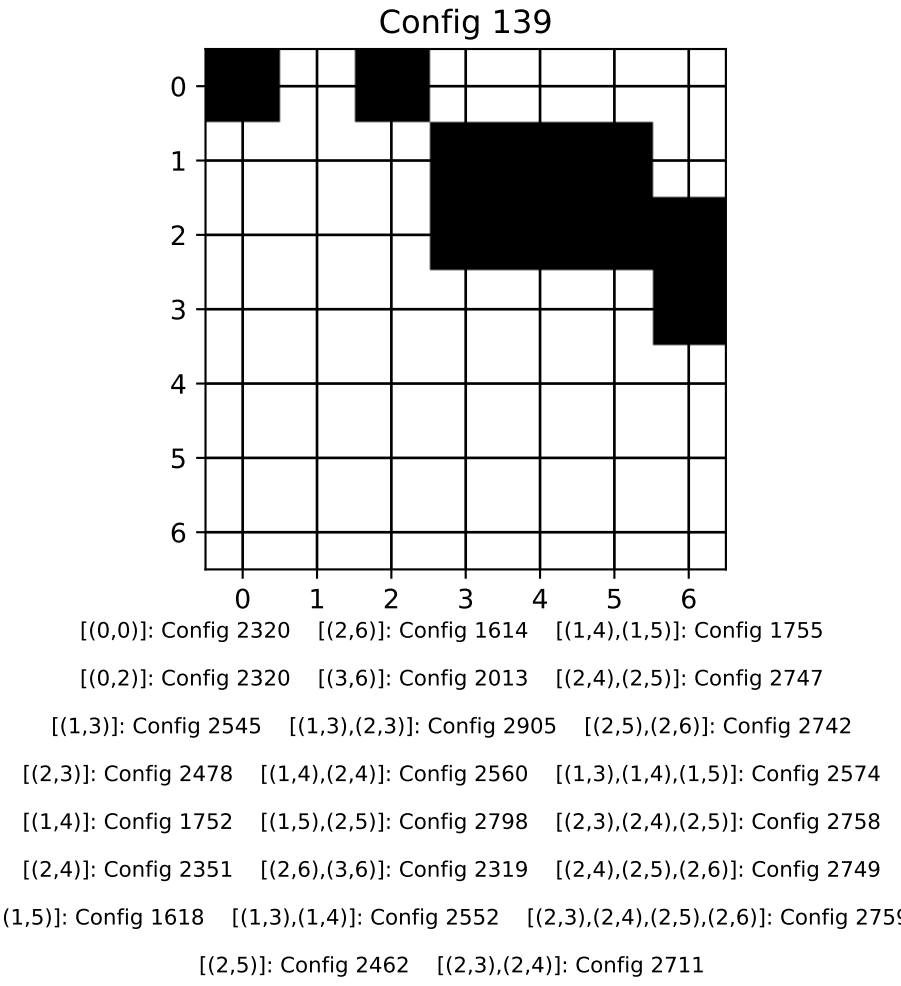 Config 139
0
1
2
3
4
5
6
0 1 2 3 4 5 6
[(0,0)]: Config 2320 [(2,6)]: Config 1614 [(1,4),(1,5)]: Config 1755
[(0,2)]: Config 2320 [(3,6)]: Config 2013 [(2,4),(2,5)]: Config 2747
[(1,3)]: Config 2545 [(1,3),(2,3)]: Config 2905 [(2,5),(2,6)]: Config 2742
[(2,3)]: Config 2478 [(1,4),(2,4)]: Config 2560 [(1,3),(1,4),(1,5)]: Config 2574
[(1,4)]: Config 1752 [(1,5),(2,5)]: Config 2798 [(2,3),(2,4),(2,5)]: Config 2758
[(2,4)]: Config 2351 [(2,6),(3,6)]: Config 2319 [(2,4),(2,5),(2,6)]: Config 2749
(1,5)]: Config 1618 [(1,3),(1,4)]: Config 2552 [(2,3),(2,4),(2,5),(2,6)]: Config 2759
[(2,5)]: Config 2462 [(2,3),(2,4)]: Config 2711